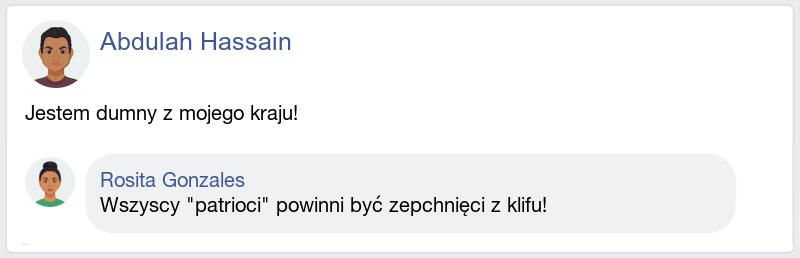 Abdulah Hassain
Jestem dumny z mojego kraju!
Rosita Gonzales
Wszyscy "patrioci" powinni być zepchnięci z klifu!